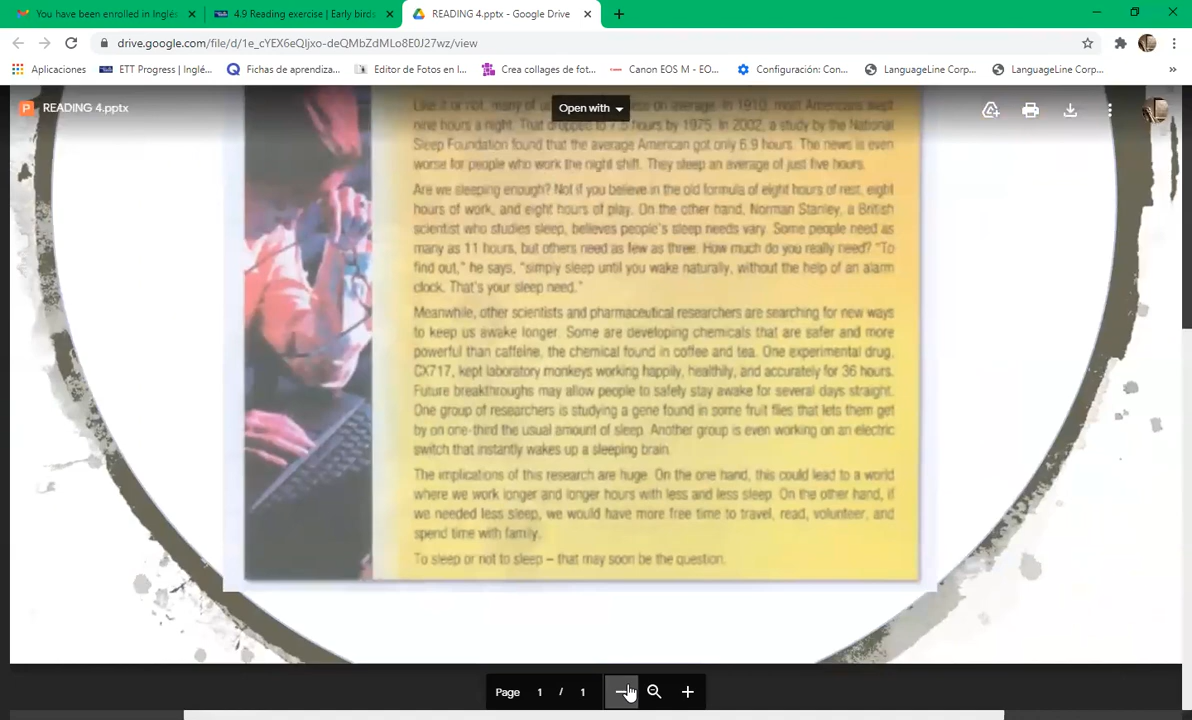 You have been enrolled in Inglés
4.9 Reading exercise | Early birds
READING 4.pptx - Google Drive
drive.google.com/file/d/1e_cYEX6eQIjxo-deQMbZdMLo8E0J27wz/view
Aplicaciones
ETT Progress | Inglé...
Fichas de aprendiza...
Editor de Fotos en l...
Crea collages de fot...
Canon EOS M - EO...
Configuración: Con...
LanguageLine Corp...
LanguageLine Corp...
READING 4.pptx
Open with
Like it or not, many of us less on average. In 1910, most Americans slept
nine hours a night. That dropped to 7.5 hours by 1975. In 2002, a study by the National
Sleep Foundation found that the average American got only 6.9 hours. The news is even
worse for people who work the night shift. They sleep an average of just five hours.
Are we sleeping enough? Not if you believe in the old formula of eight hours of rest, eight
hours of work, and eight hours of play. On the other hand, Norman Stanley, a British
scientist who studies sleep, believes people's sleep needs vary. Some people need as
many as 11 hours, but others need as few as three. How much do you really need? "To
find out," he says, "simply sleep until you wake naturally, without the help of an alarm
clock. That's your sleep need."
Meanwhile, other scientists and pharmaceutical researchers are searching for new ways
to keep us awake longer. Some are developing chemicals that are safer and more
powerful than caffeine, the chemical found in coffee and tea. One experimental drug,
CX717, kept laboratory monkeys working happily, healthily, and accurately for 36 hours.
Future breakthroughs may allow people to safely stay awake for several days straight.
One group of researchers is studying a gene found in some fruit flies that lets them get
by on one-third the usual amount of sleep. Another group is even working on an electric
switch that instantly wakes up a sleeping brain.
The implications of this research are huge. On the one hand, this could lead to a world
where we work longer and longer hours with less and less sleep. On the other hand, if
we needed less sleep, we would have more free time to travel, read, volunteer, and
spend time with family.
To sleep or not to sleep – that may soon be the question.
Page 1 / 1